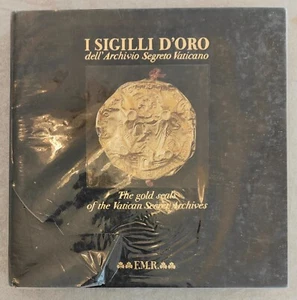 I SIGILLI D'ORO
dell'Archivio Segreto Vaticano
The gold seals
of the Vatican Secret Archives
F.M.R.